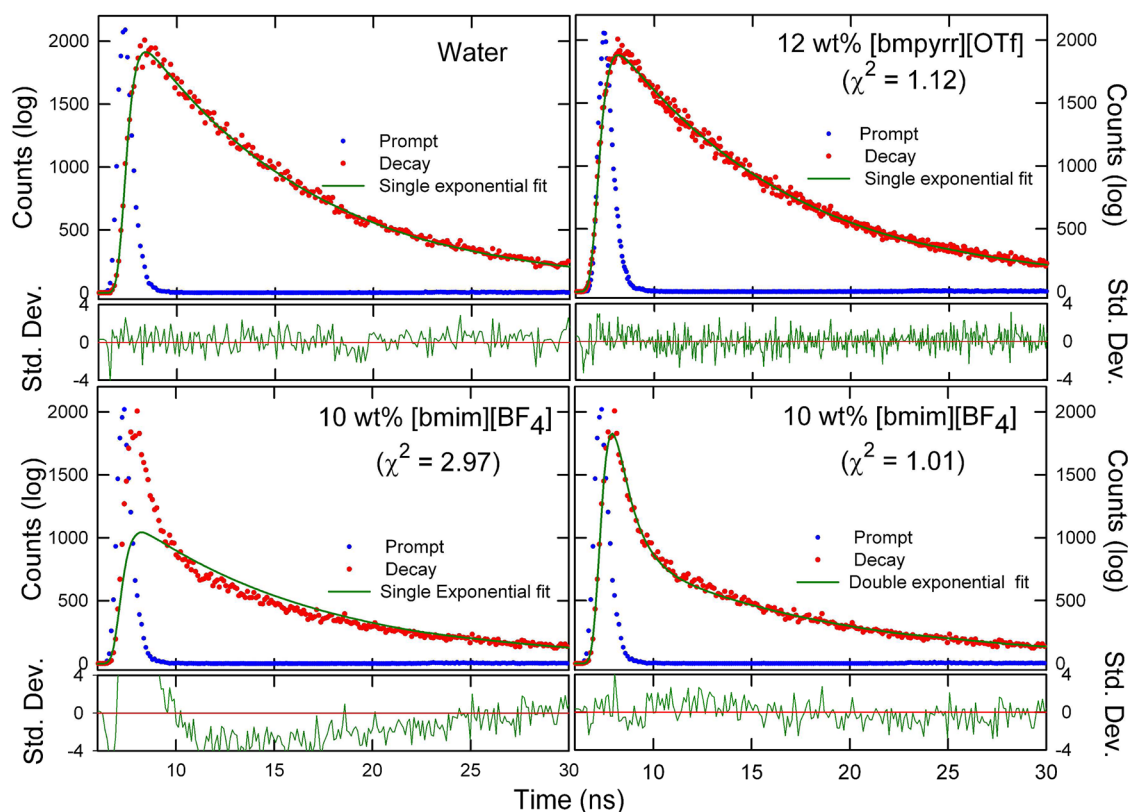 Water
2000
1500
1000
500
0
Counts (log)
Prompt
Decay
Single exponential fit
12 wt% [bmpyrr][OTf]
(χ² = 1.12)
2000
1500
1000
500
0
Counts (log)
Prompt
Decay
Single exponential fit
4
0
-4
Std. Dev.
4
0
-4
Std. Dev.
10 wt% [bmim][BF₄]
(χ² = 2.97)
2000
1500
1000
500
0
Counts (log)
Prompt
Decay
Single Exponential fit
10 wt% [bmim][BF₄]
(χ² = 1.01)
2000
1500
1000
500
0
Counts (log)
Prompt
Decay
Double exponential fit
4
0
-4
Std. Dev.
4
0
-4
Std. Dev.
10 15 20 25 30
10 15 20 25 30
Time (ns)